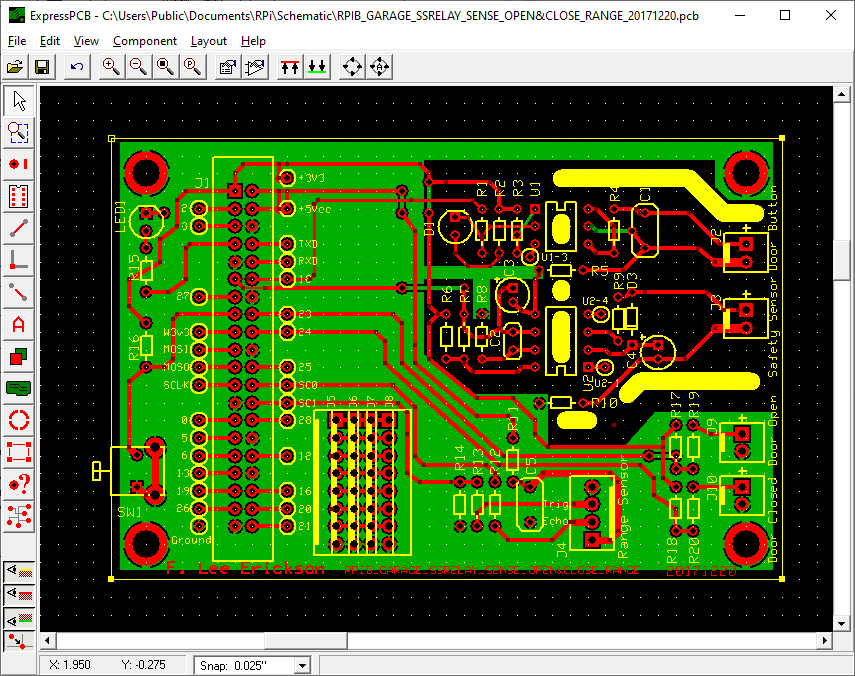 ExpressPCB - C:\Users\Public\Documents\RPi\Schematic\RPIB_GARAGE_SSRELAY_SENSE_OPEN&CLOSE_RANGE_20171220.pcb
File Edit View Component Layout Help
J1
+3V3
+5Vcc
LED1
2
3
TXD
RXD
R15
27
23
W3v3
24
R16
MOSI
MOSO
25
SCLK
SC0
SC1
28
0
5
6
12
13
19
16
26
20
21
Ground
SW1
J5
J6
J7
J8
D1
R1
R2
R3
U1
R4
C1
J2
Door Button
U1-3
R5
C3
R6
R8
C2
R9
D3
U2-4
J3
Safety Sensor
C4
U2
U2-1
R10
R11
R17
R19
J9
Door Open
R14
R13
R12
C5
Trig
Echo
J4
Range Sensor
J10
Door Closed
R18
R20
F. Lee Erickson RPIB_GARAGE_SSRELAY_SENSE_OPEN&CLOSE_RANGE 20171220
X: 1.950 Y: -0.275 Snap: 0.025"